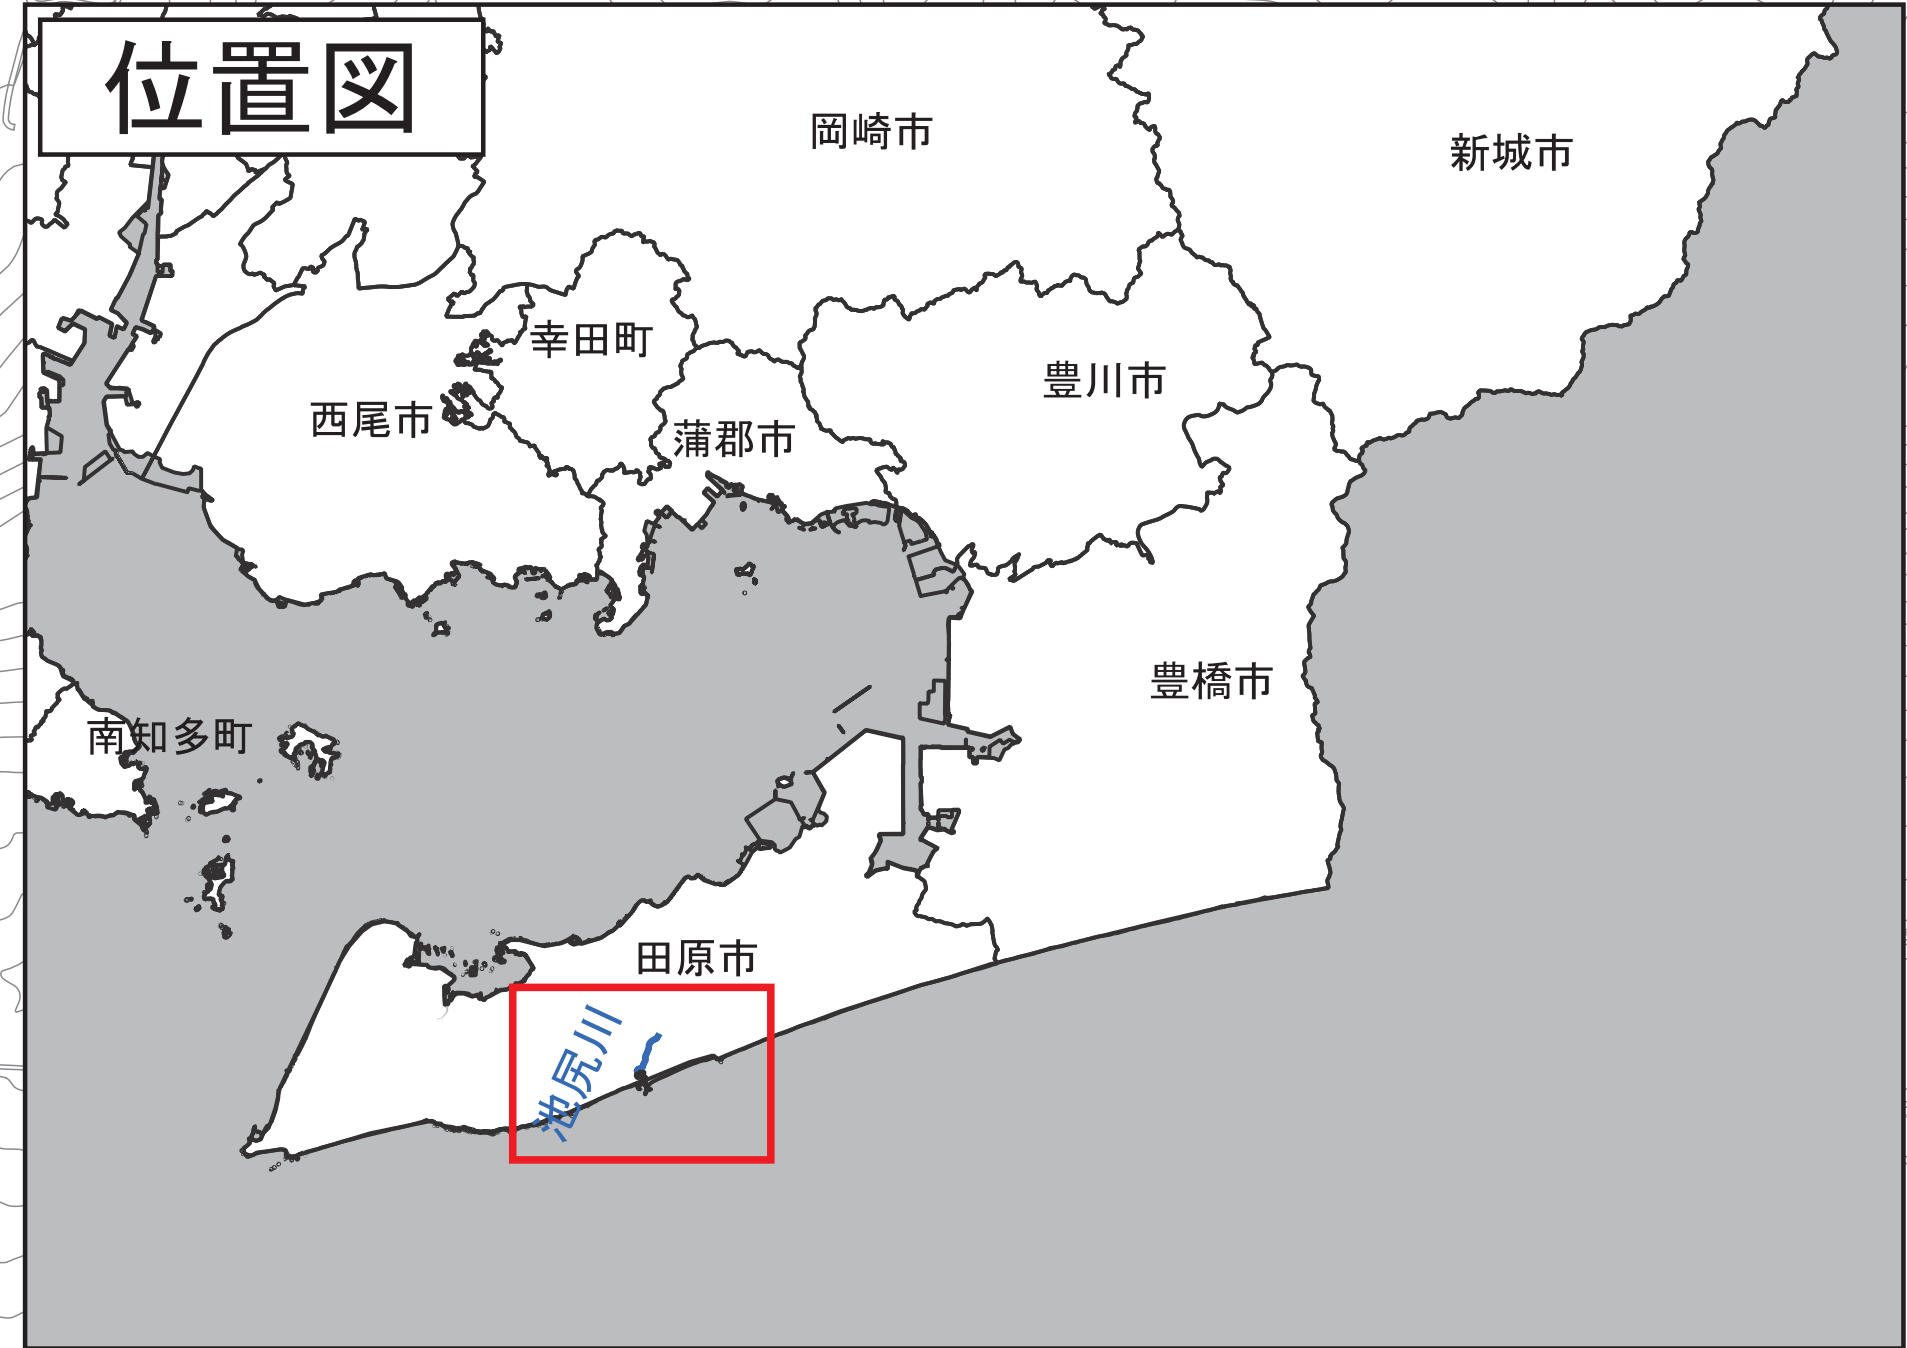 位置図
岡崎市
新城市
幸田町
豊川市
西尾市
蒲郡市
豊橋市
南知多町
田原市
池尻川